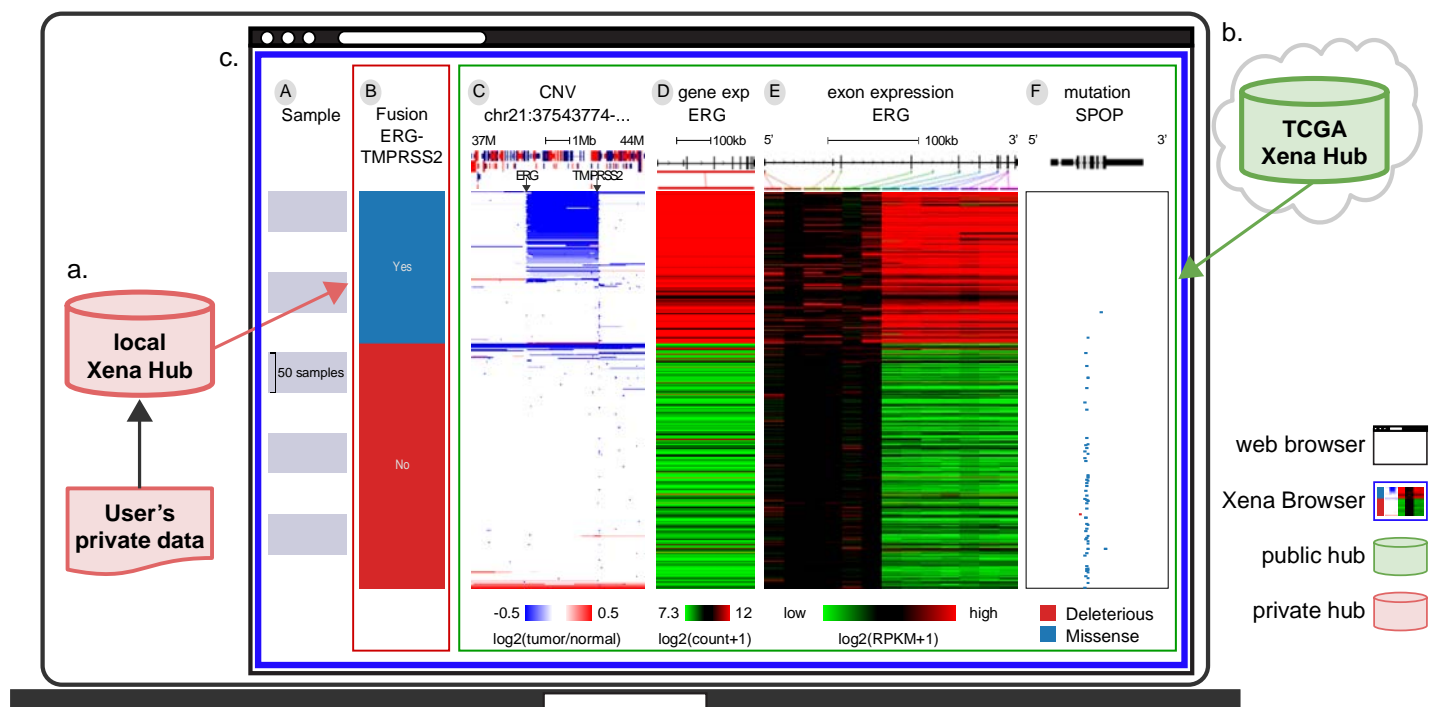 a.
local
Xena Hub
User's
private data
b.
TCGA
Xena Hub
c.
A
Sample
50 samples
B
Fusion
ERG-
TMPRSS2
Yes
No
C
CNV
chr21:37543774-...
37M 1Mb 44M
ERG TMPRSS2
-0.5 0.5
log2(tumor/normal)
D gene exp
ERG
100kb
7.3 12
log2(count+1)
E exon expression
ERG
5’ 100kb 3’
low high
log2(RPKM+1)
F mutation
SPOP
5’ 3’
Deleterious
Missense
web browser
Xena Browser
public hub
private hub